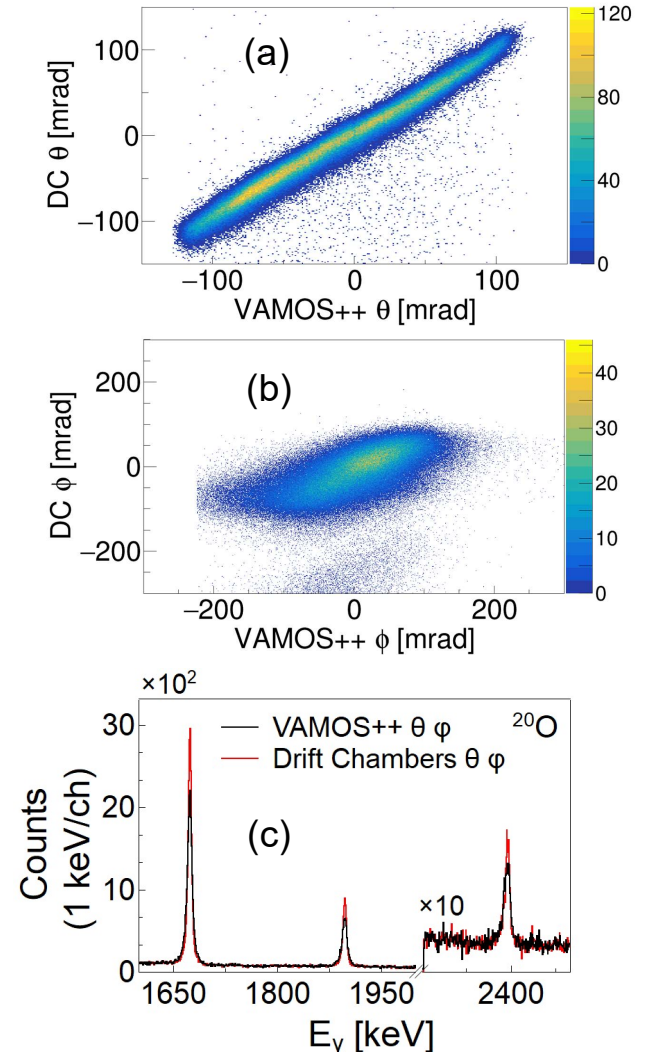 (a)
DC θ [mrad]
100
0
−100
−100 0 100
VAMOS++ θ [mrad]
120
80
40
0
(b)
DC ϕ [mrad]
200
0
−200
−200 0 200
VAMOS++ ϕ [mrad]
40
30
20
10
0
×10²
VAMOS++ θ φ
²⁰O
Drift Chambers θ φ
(c)
Counts
(1 keV/ch)
30
20
10
0
×10
1650 1800 1950 2400
Eγ [keV]